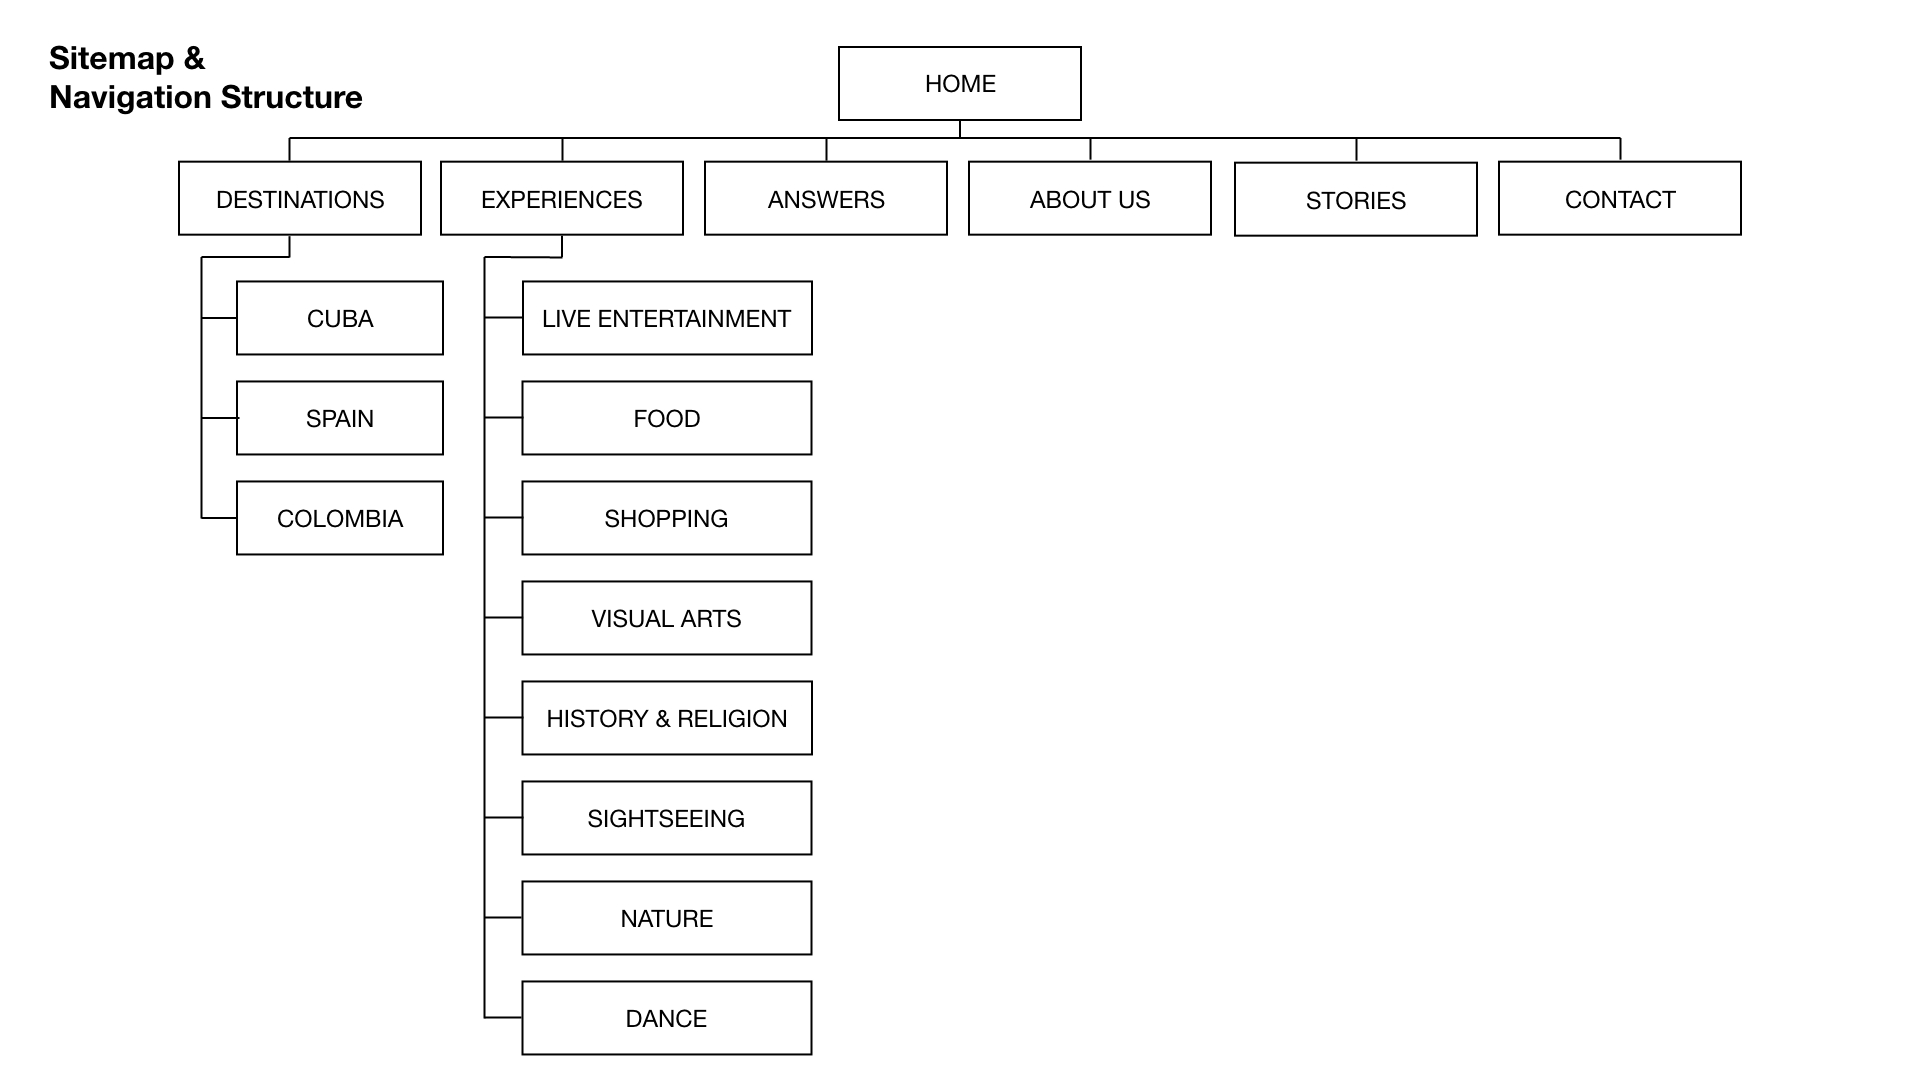 Sitemap &
Navigation Structure
HOME
DESTINATIONS
EXPERIENCES
ANSWERS
ABOUT US
STORIES
CONTACT
CUBA
SPAIN
COLOMBIA
LIVE ENTERTAINMENT
FOOD
SHOPPING
VISUAL ARTS
HISTORY & RELIGION
SIGHTSEEING
NATURE
DANCE